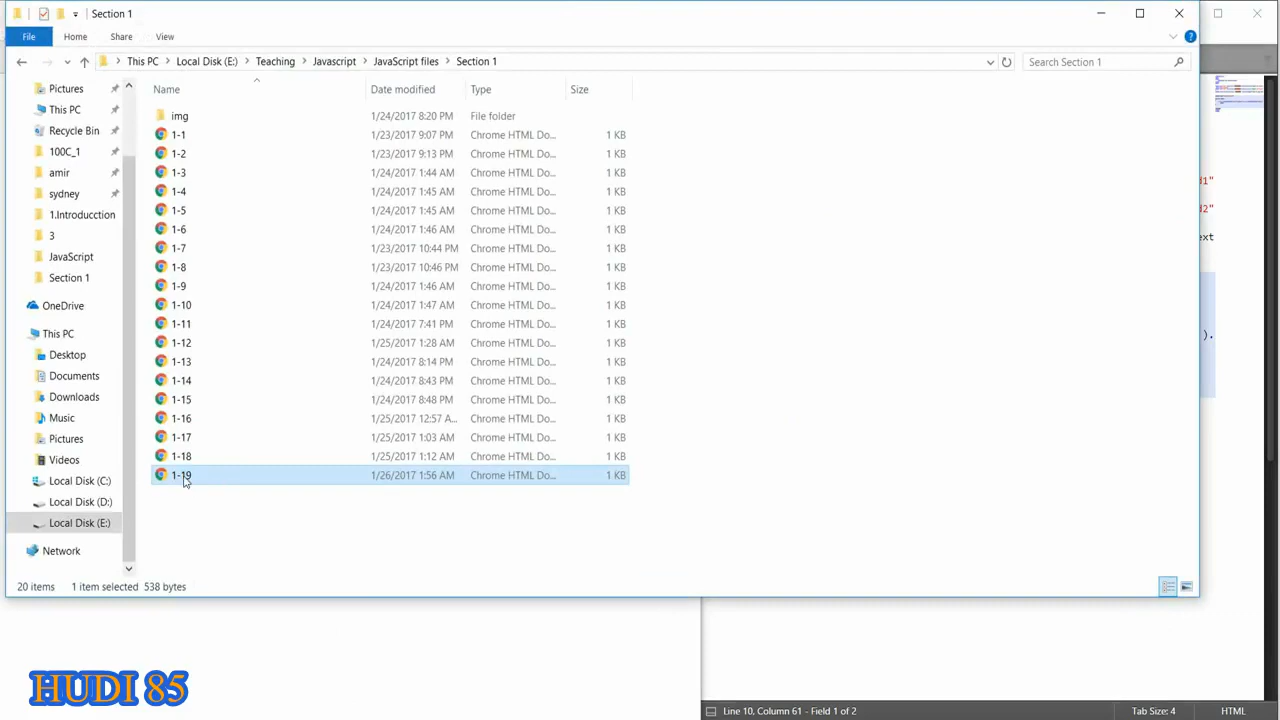 Section 1
File
Home
Share
View
This PC
Local Disk (E:)
Teaching
Javascript
JavaScript files
Section 1
Search Section 1
Name
Date modified
Type
Size
Pictures
This PC
Recycle Bin
100C_1
amir
sydney
1.Introducction
3
JavaScript
Section 1
OneDrive
This PC
Desktop
Documents
Downloads
Music
Pictures
Videos
Local Disk (C:)
Local Disk (D:)
Local Disk (E:)
Network
img 1/24/2017 8:20 PM File folder
1-1 1/23/2017 9:07 PM Chrome HTML Do... 1 KB
1-2 1/23/2017 9:13 PM Chrome HTML Do... 1 KB
1-3 1/24/2017 1:44 AM Chrome HTML Do... 1 KB
1-4 1/24/2017 1:45 AM Chrome HTML Do... 1 KB
1-5 1/24/2017 1:45 AM Chrome HTML Do... 1 KB
1-6 1/24/2017 1:46 AM Chrome HTML Do... 1 KB
1-7 1/23/2017 10:44 PM Chrome HTML Do... 1 KB
1-8 1/23/2017 10:46 PM Chrome HTML Do... 1 KB
1-9 1/24/2017 1:46 AM Chrome HTML Do... 1 KB
1-10 1/24/2017 1:47 AM Chrome HTML Do... 1 KB
1-11 1/24/2017 7:41 PM Chrome HTML Do... 1 KB
1-12 1/25/2017 1:28 AM Chrome HTML Do... 1 KB
1-13 1/24/2017 8:14 PM Chrome HTML Do... 1 KB
1-14 1/24/2017 8:43 PM Chrome HTML Do... 1 KB
1-15 1/24/2017 8:48 PM Chrome HTML Do... 1 KB
1-16 1/25/2017 12:57 A... Chrome HTML Do... 1 KB
1-17 1/25/2017 1:03 AM Chrome HTML Do... 1 KB
1-18 1/25/2017 1:12 AM Chrome HTML Do... 1 KB
1-19 1/26/2017 1:56 AM Chrome HTML Do... 1 KB
d1"
d2"
ext
).
20 items 1 item selected 538 bytes
HUDI 85
Line 10, Column 61 - Field 1 of 2
Tab Size: 4
HTML